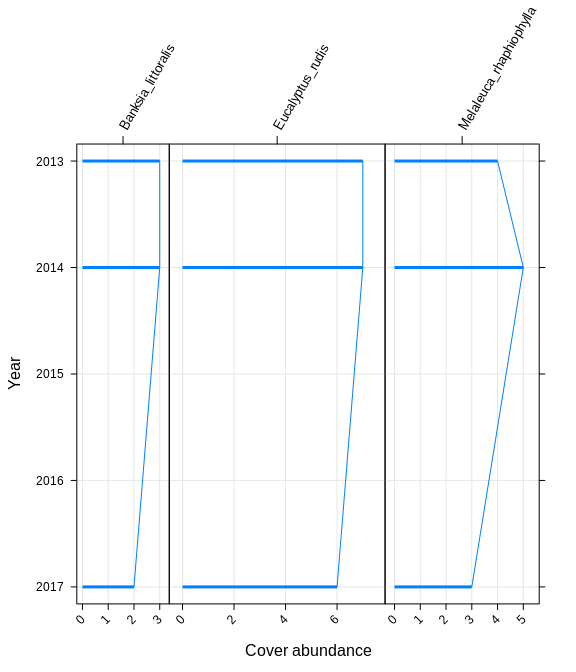 Banksia_littoralis
Eucalyptus_rudis
Melaleuca_rhaphiophylla
2013
2014
2015
2016
2017
Year
0 1 2 3 0 2 4 6 0 1 2 3 4 5
Cover abundance